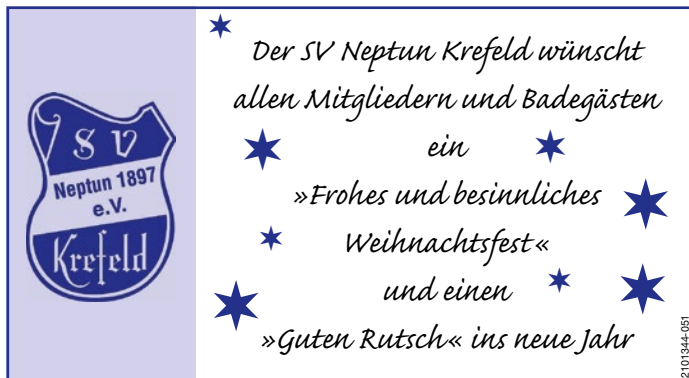 SV
Neptun 1897
e.V.
Krefeld
Der SV Neptun Krefeld wünscht
allen Mitgliedern und Badegästen
ein
»Frohes und besinnliches
Weihnachtsfest«
und einen
»Guten Rutsch« ins neue Jahr
2101344-051